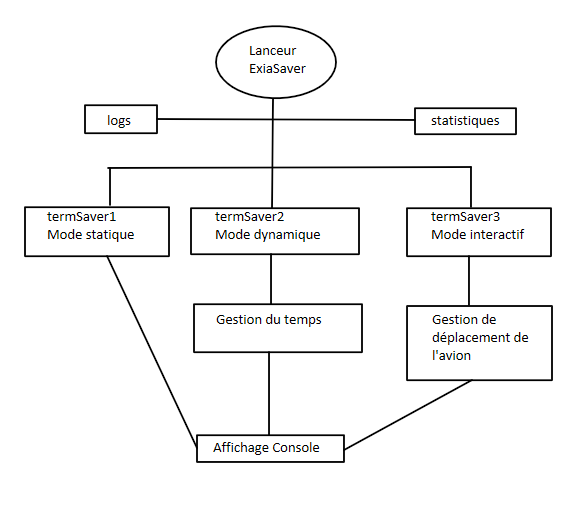 Lanceur
ExiaSaver
logs
statistiques
termSaver1
Mode statique
termSaver2
Mode dynamique
termSaver3
Mode interactif
Gestion du temps
Gestion de
déplacement de
l'avion
Affichage Console